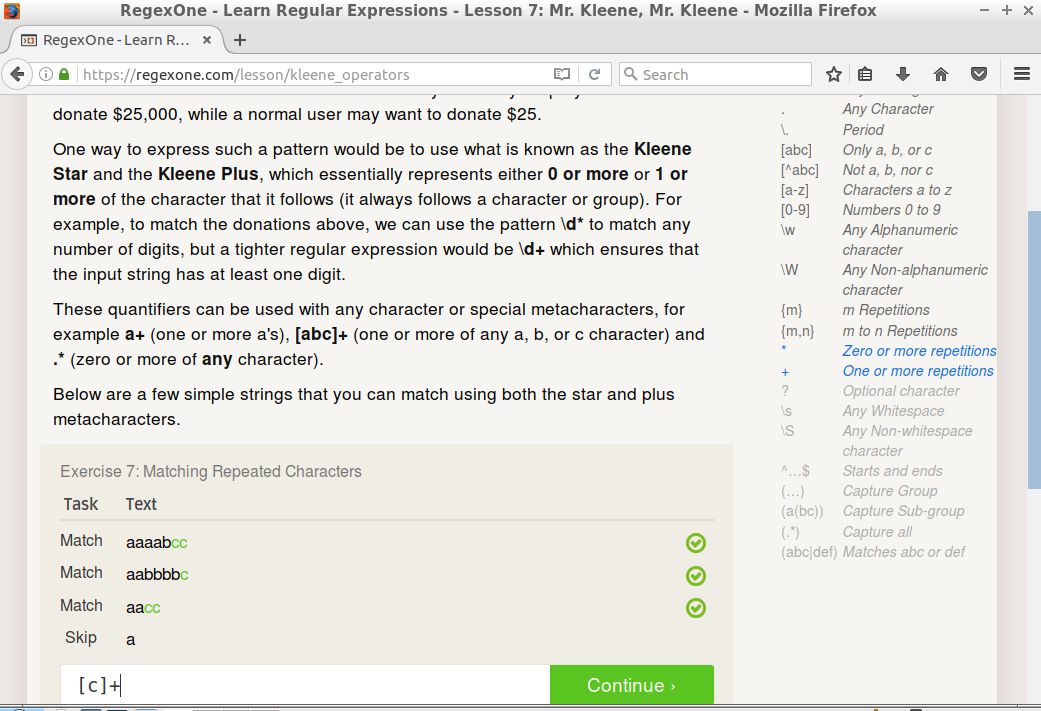 RegexOne - Learn Regular Expressions - Lesson 7: Mr. Kleene, Mr. Kleene - Mozilla Firefox
RegexOne - Learn R...
https://regexone.com/lesson/kleene_operators
Search
donate $25,000, while a normal user may want to donate $25.
One way to express such a pattern would be to use what is known as the Kleene
Star and the Kleene Plus, which essentially represents either 0 or more or 1 or
more of the character that it follows (it always follows a character or group). For
example, to match the donations above, we can use the pattern \d* to match any
number of digits, but a tighter regular expression would be \d+ which ensures that
the input string has at least one digit.
These quantifiers can be used with any character or special metacharacters, for
example a+ (one or more a's), [abc]+ (one or more of any a, b, or c character) and
.* (zero or more of any character).
Below are a few simple strings that you can match using both the star and plus
metacharacters.
Exercise 7: Matching Repeated Characters
Task Text
Match aaaabcc
Match aabbbbc
Match aacc
Skip a
[c]+
Continue ›
. Any Character
\. Period
[abc] Only a, b, or c
[^abc] Not a, b, nor c
[a-z] Characters a to z
[0-9] Numbers 0 to 9
\w Any Alphanumeric
character
\W Any Non-alphanumeric
character
{m} m Repetitions
{m,n} m to n Repetitions
* Zero or more repetitions
+ One or more repetitions
? Optional character
\s Any Whitespace
\S Any Non-whitespace
character
^…$ Starts and ends
(…) Capture Group
(a(bc)) Capture Sub-group
(.*) Capture all
(abc|def) Matches abc or def